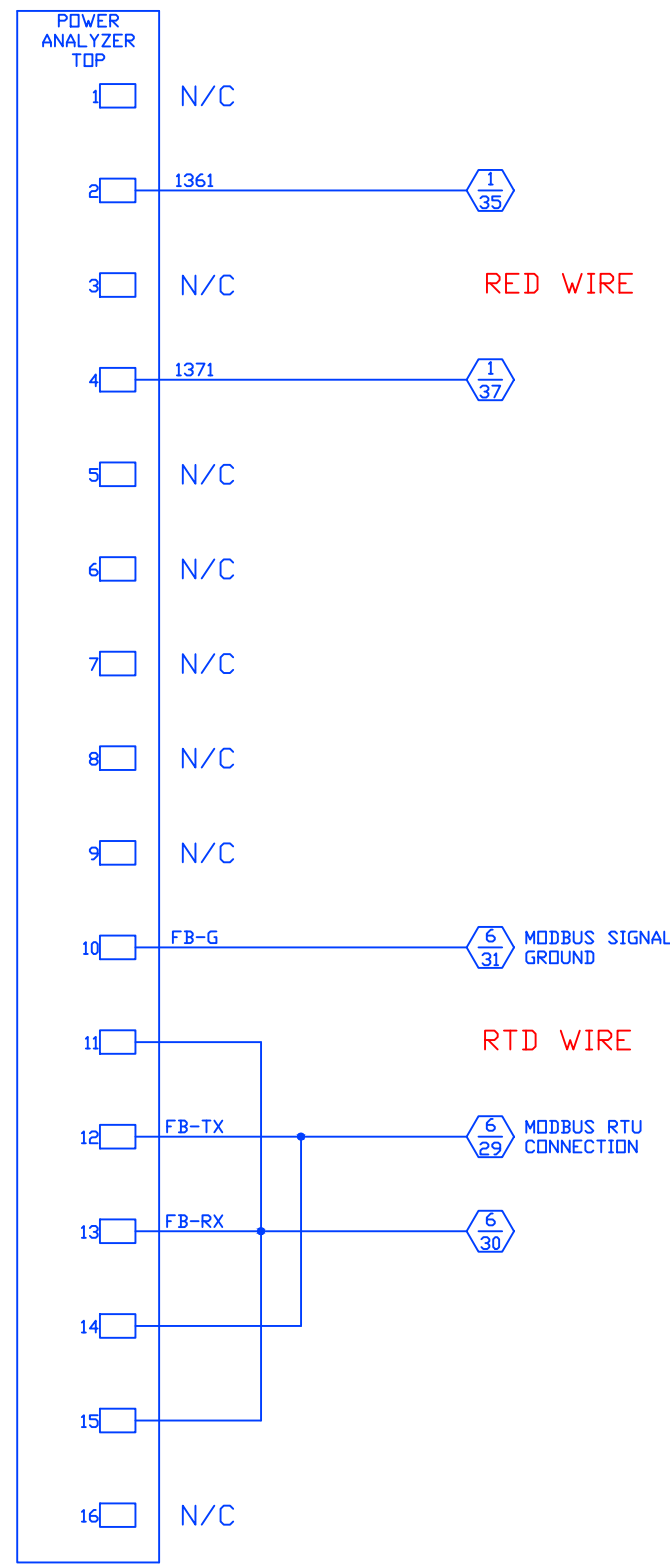 POWER
ANALYZER
TOP
1 N/C
2 1361 1
35
3 N/C RED WIRE
4 1371 1
37
5 N/C
6 N/C
7 N/C
8 N/C
9 N/C
10 FB-G 6 MODBUS SIGNAL
31 GROUND
11 RTD WIRE
12 FB-TX 6 MODBUS RTU
29 CONNECTION
13 FB-RX 6
30
14
15
16 N/C